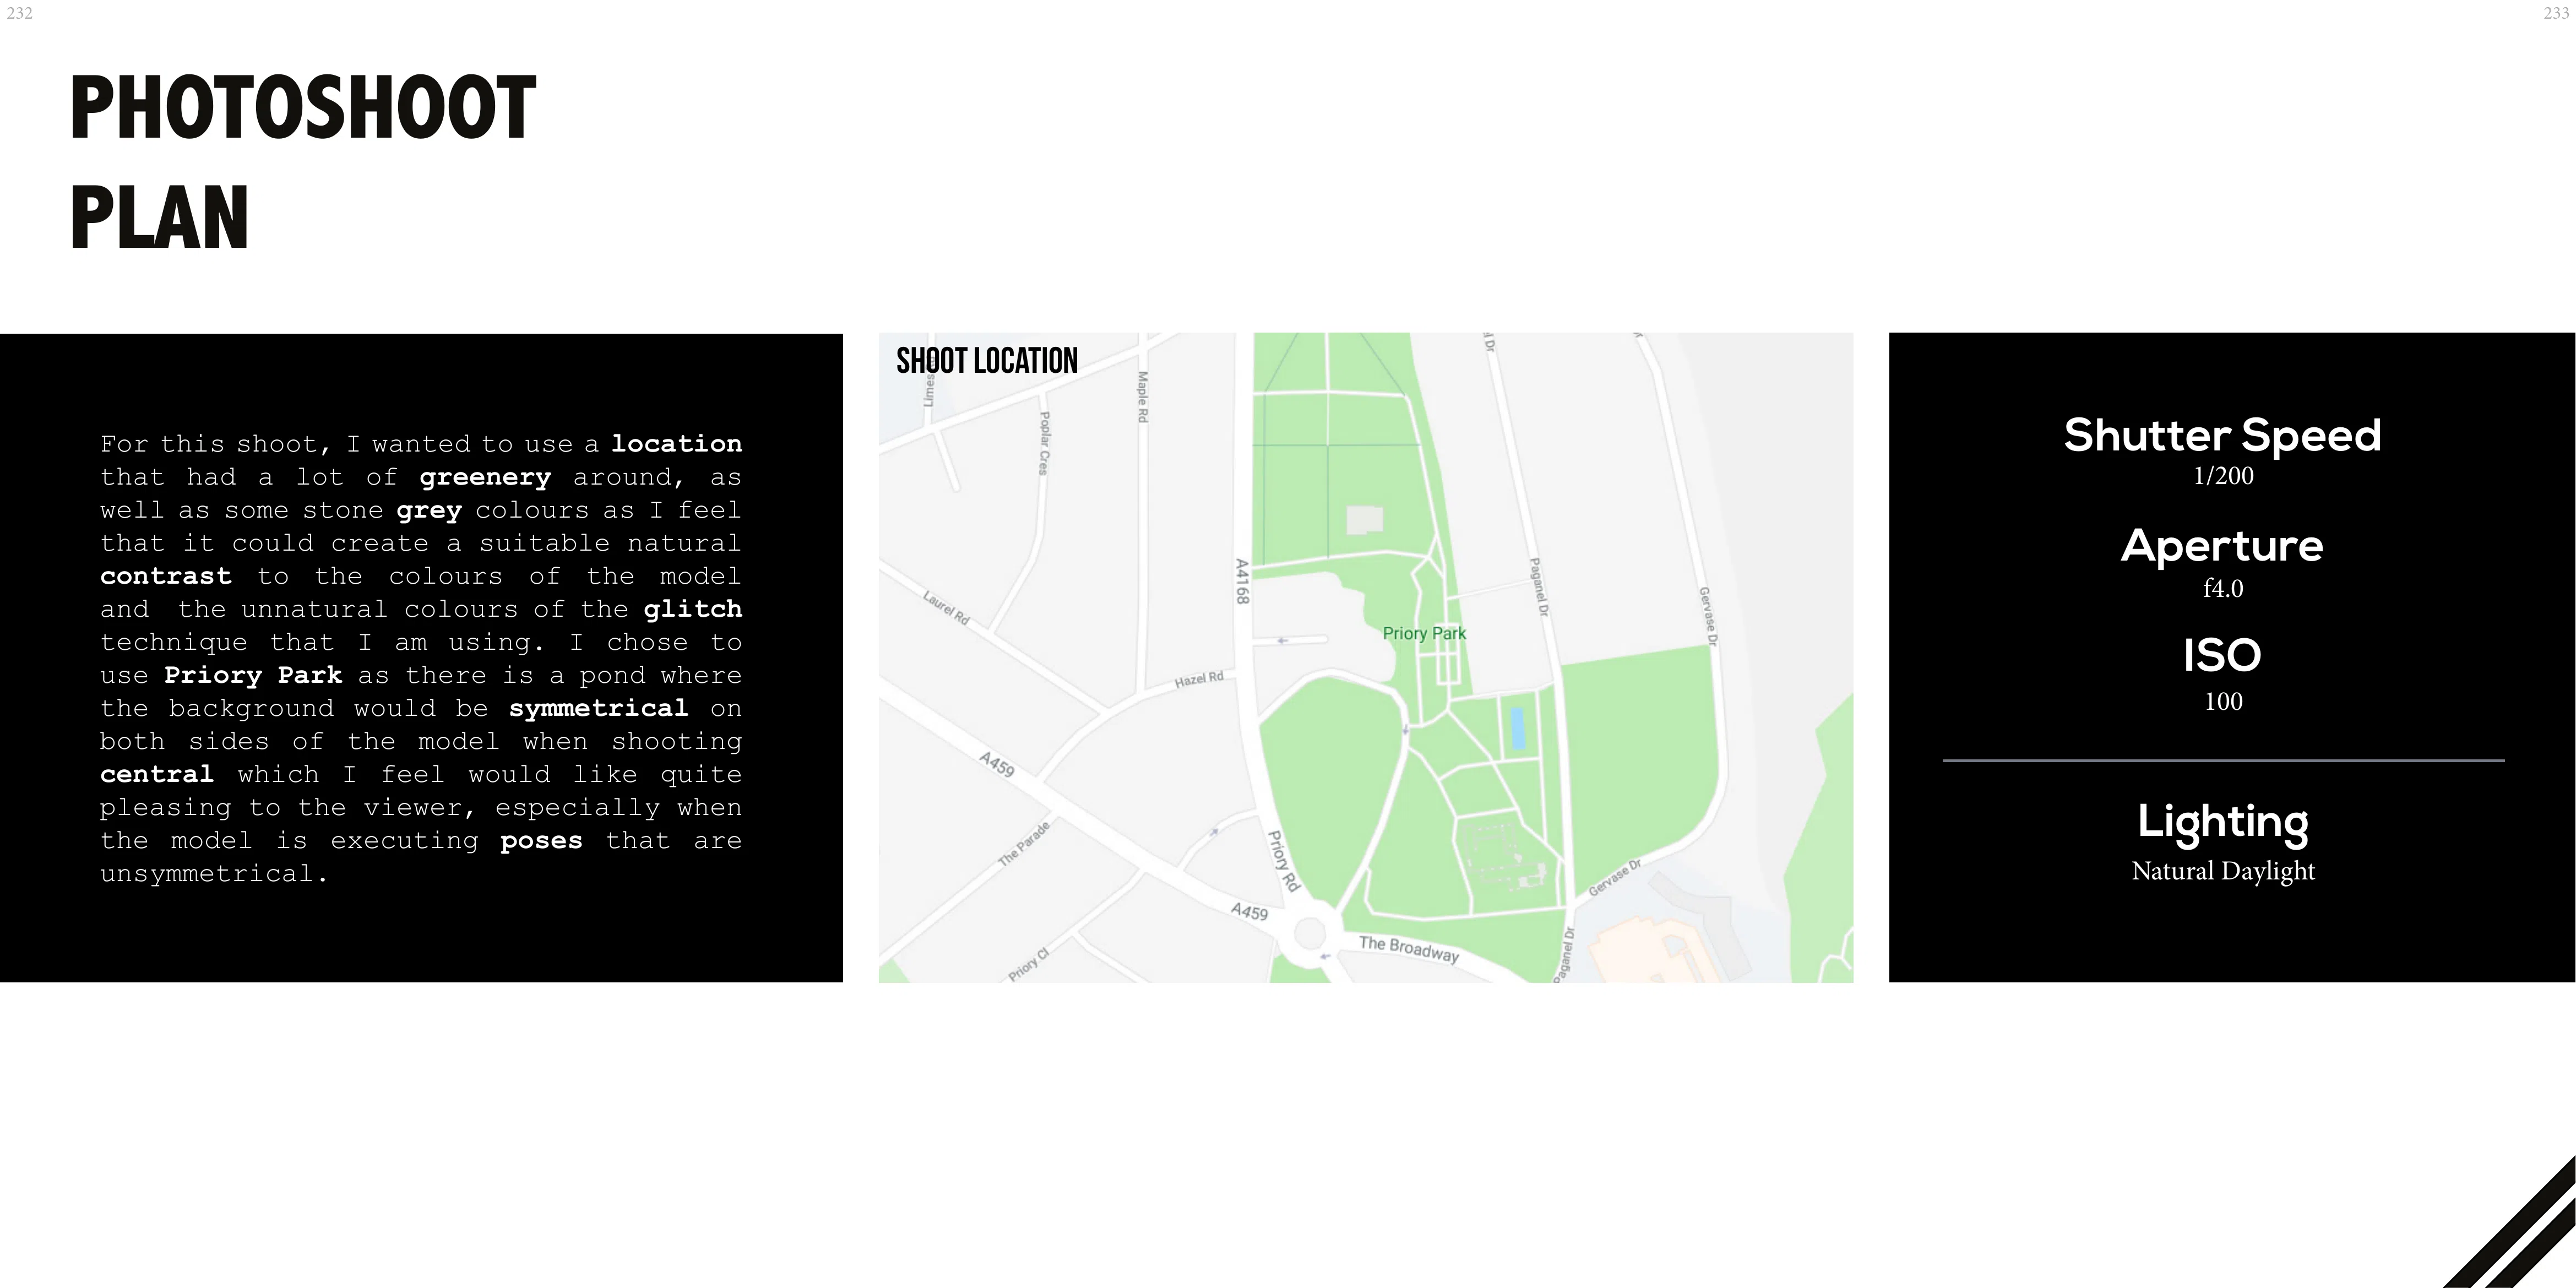 232
233
PHOTOSHOOT
PLAN
For this shoot, I wanted to use a location
that had a lot of greenery around, as
well as some stone grey colours as I feel
that it could create a suitable natural
contrast to the colours of the model
and the unnatural colours of the glitch
technique that I am using. I chose to
use Priory Park as there is a pond where
the background would be symmetrical on
both sides of the model when shooting
central which I feel would like quite
pleasing to the viewer, especially when
the model is executing poses that are
unsymmetrical.
SHOOT LOCATION
Maple Rd
Poplar Cres
A4168
Laurel Rd
Hazel Rd
Priory Park
Paganel Dr
Gervase Dr
A459
The Parade
Priory Rd
A459
Gervase Dr
The Broadway
Priory Cl
Paganel Dr
Shutter Speed
1/200
Aperture
f4.0
ISO
100
Lighting
Natural Daylight